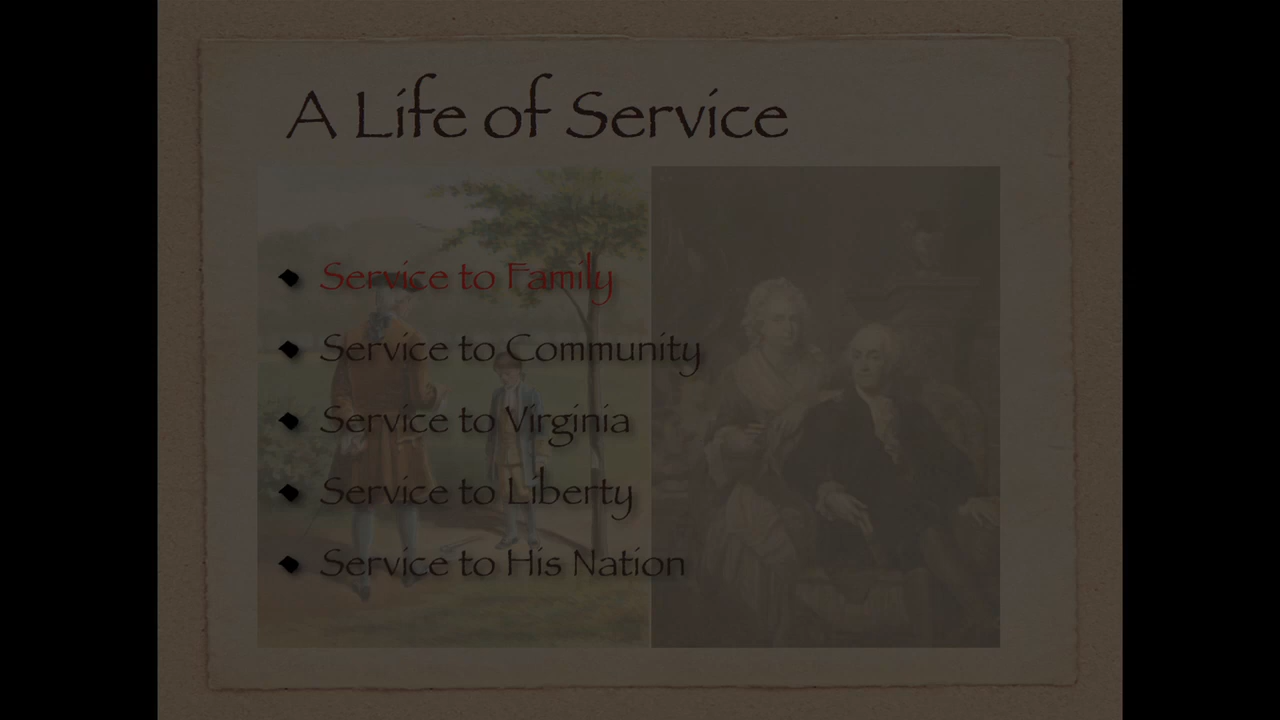 A Life of Service
Service to Family
Service to Community
Service to Virginia
Service to Liberty
Service to His Nation